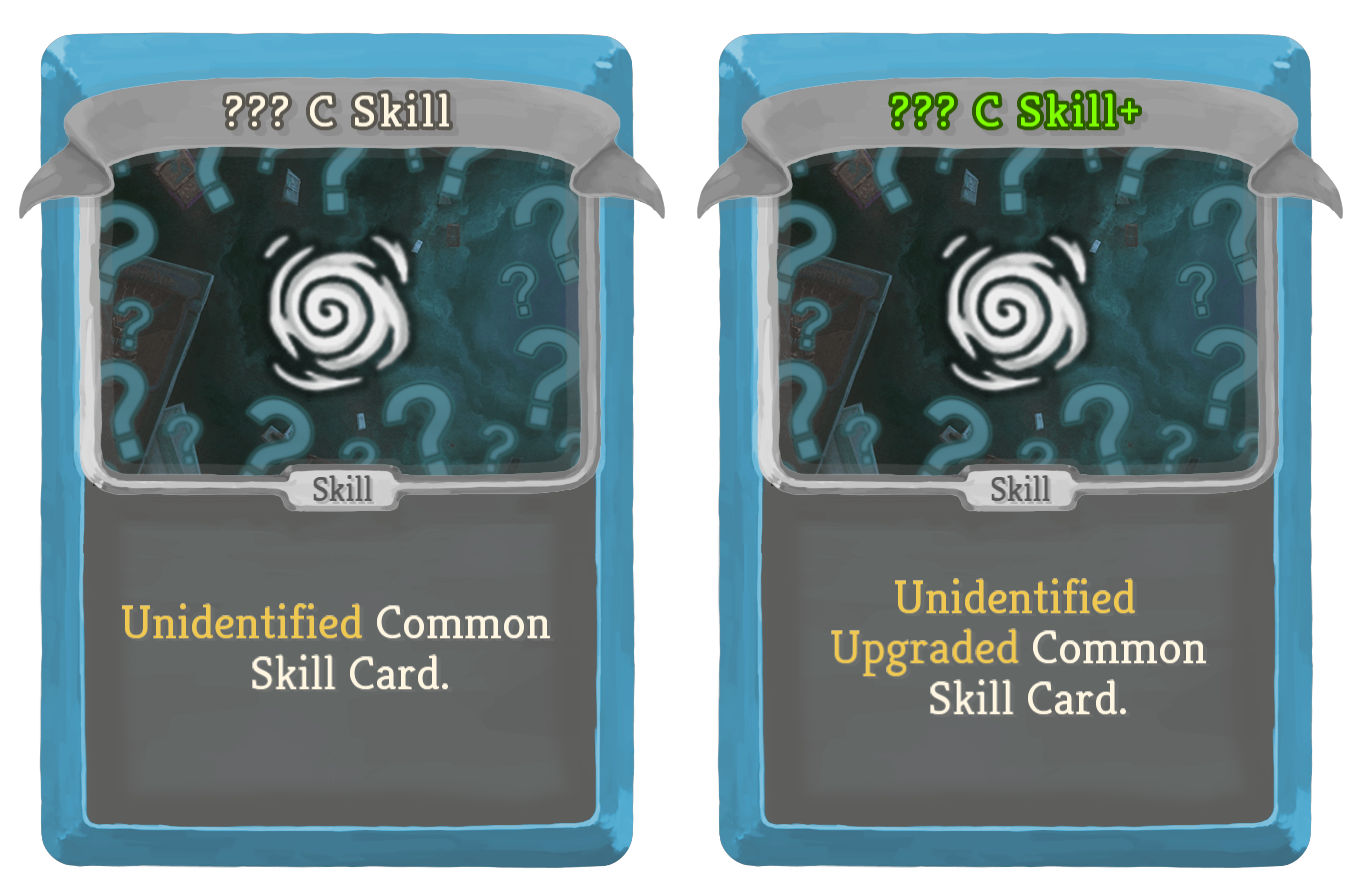 ??? C Skill
Skill
Unidentified Common
Skill Card.
??? C Skill+
Skill
Unidentified
Upgraded Common
Skill Card.